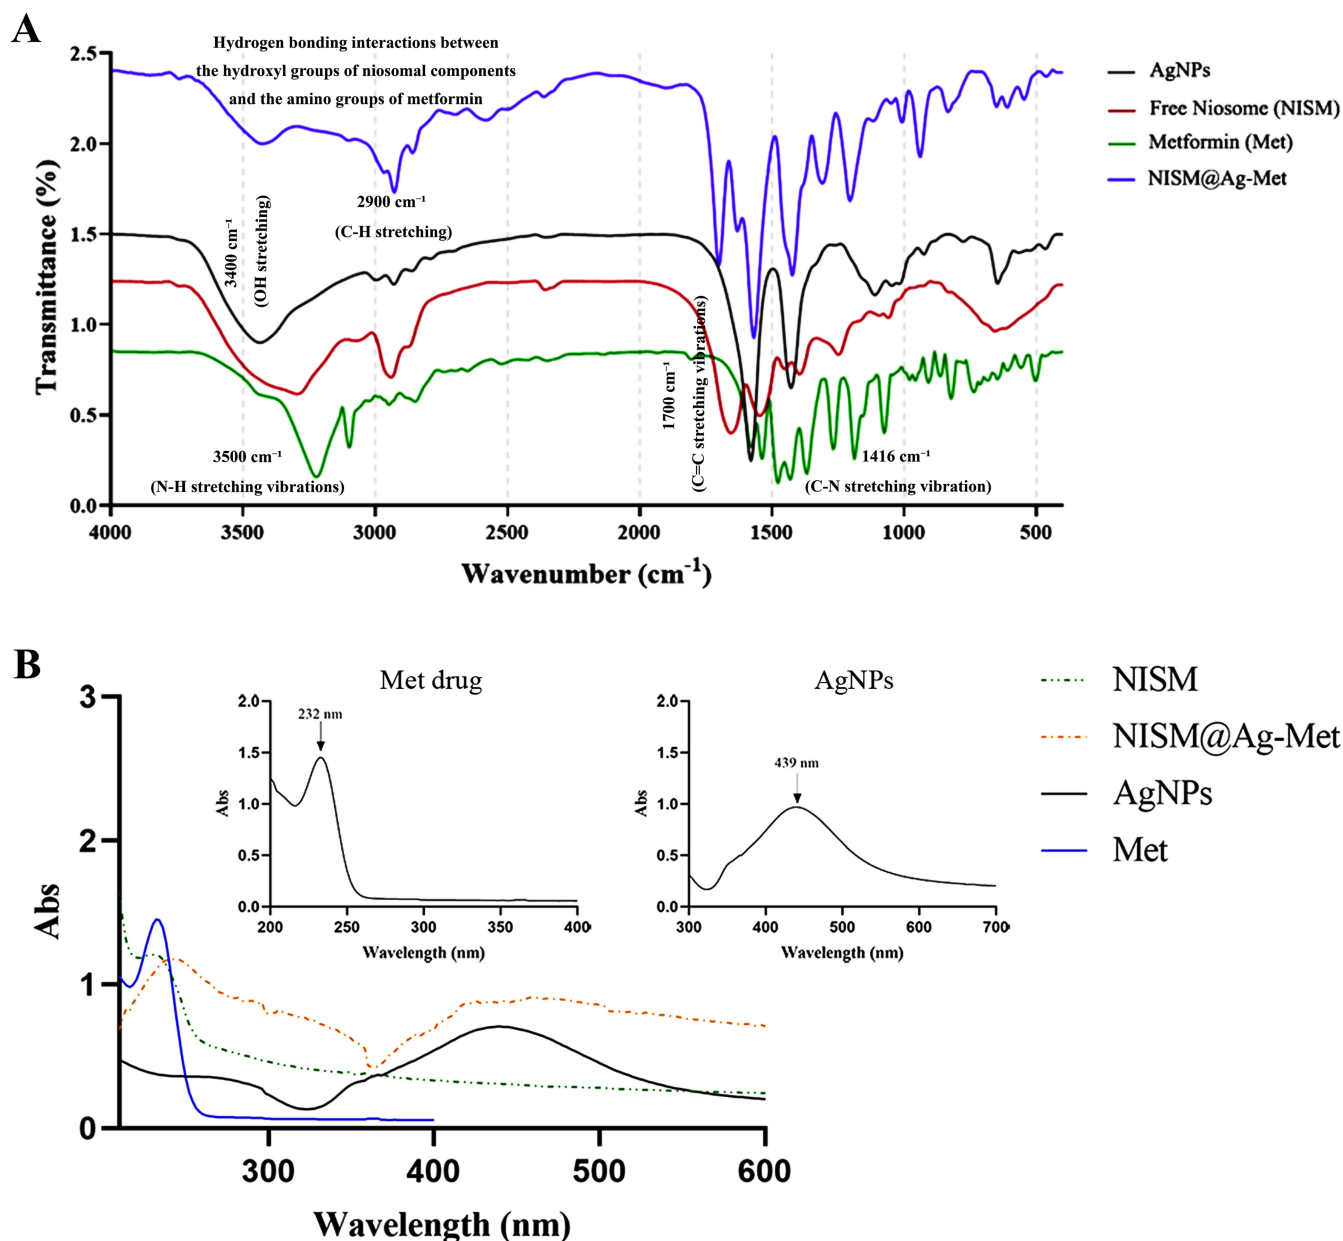 A
Hydrogen bonding interactions between
the hydroxyl groups of niosomal components
and the amino groups of metformin
AgNPs
Free Niosome (NISM)
Metformin (Met)
NISM@Ag-Met
Transmittance (%)
2.5
2.0
1.5
1.0
0.5
0.0
3400 cm⁻¹
(OH stretching)
2900 cm⁻¹
(C-H stretching)
3500 cm⁻¹
(N-H stretching vibrations)
1700 cm⁻¹
(C=C stretching vibrations)
1416 cm⁻¹
(C-N stretching vibration)
4000 3500 3000 2500 2000 1500 1000 500
Wavenumber (cm⁻¹)
B
NISM
NISM@Ag-Met
AgNPs
Met
Met drug
232 nm
Abs
2.0
1.5
1.0
0.5
0.0
200 250 300 350 400
Wavelength (nm)
AgNPs
439 nm
Abs
2.0
1.5
1.0
0.5
0.0
300 400 500 600 700
Wavelength (nm)
Abs
3
2
1
0
300 400 500 600
Wavelength (nm)